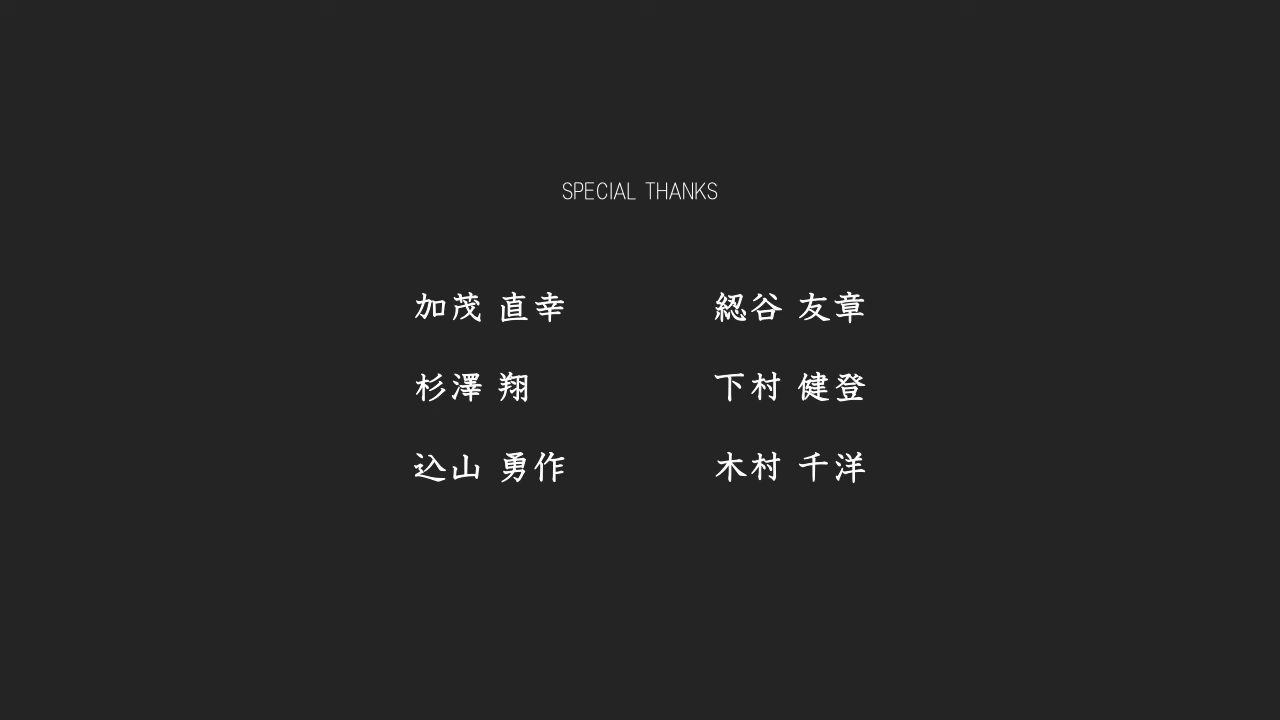 SPECIAL THANKS
加茂 直幸 綛谷 友章
杉澤 翔 下村 健登
込山 勇作 木村 千洋